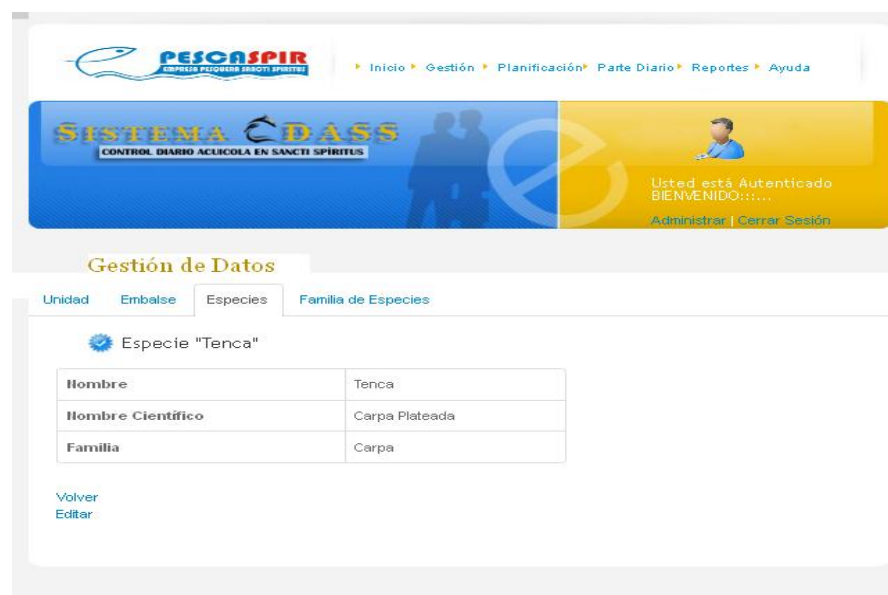 PESCASPIR
EMPRESA PESQUERA SANCTI SPIRITUS
Inicio Gestión Planificación Parte Diario Reportes Ayuda
SISTEMA CDASS
CONTROL DIARIO ACUICOLA EN SANCTI SPÍRITUS
Usted está Autenticado
BIENVENIDO:::...
Administrar | Cerrar Sesión
Gestión de Datos
Unidad Embalse Especies Familia de Especies
Especie "Tenca"
Nombre Tenca
Nombre Científico Carpa Plateada
Familia Carpa
Volver
Editar